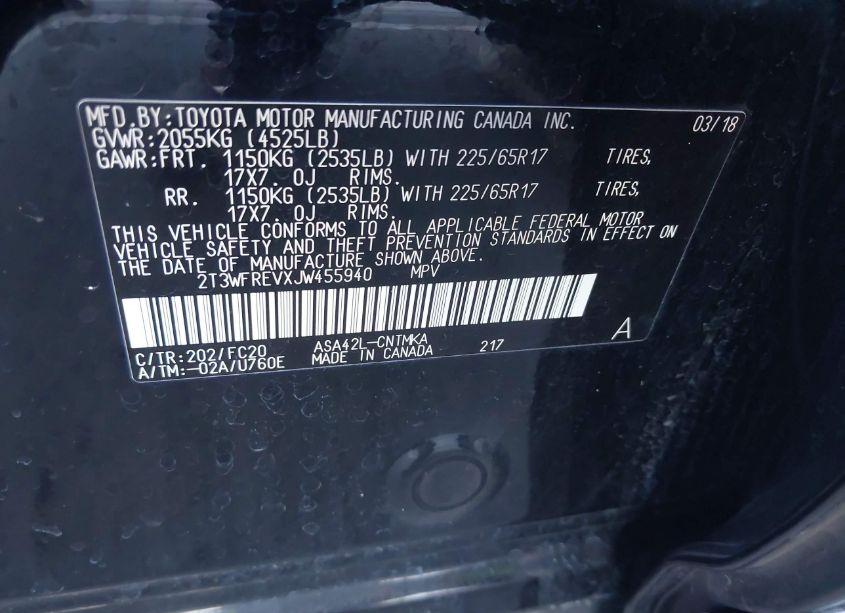 MFD.BY:TOYOTA MOTOR MANUFACTURING CANADA INC. 03/18
GVWR:2055KG (4525LB)
GAWR:FRT. 1150KG (2535LB) WITH 225/65R17 TIRES,
17X7.0J RIMS.
RR. 1150KG (2535LB) WITH 225/65R17 TIRES,
17X7.0J RIMS.
THIS VEHICLE CONFORMS TO ALL APPLICABLE FEDERAL MOTOR
VEHICLE SAFETY AND THEFT PREVENTION STANDARDS IN EFFECT ON
THE DATE OF MANUFACTURE SHOWN ABOVE.
2T3WFREVXJW455940 MPV
A
C/TR:202/FC20 ASA42L-CNTMKA 217
A/TM:-02A/U760E MADE IN CANADA